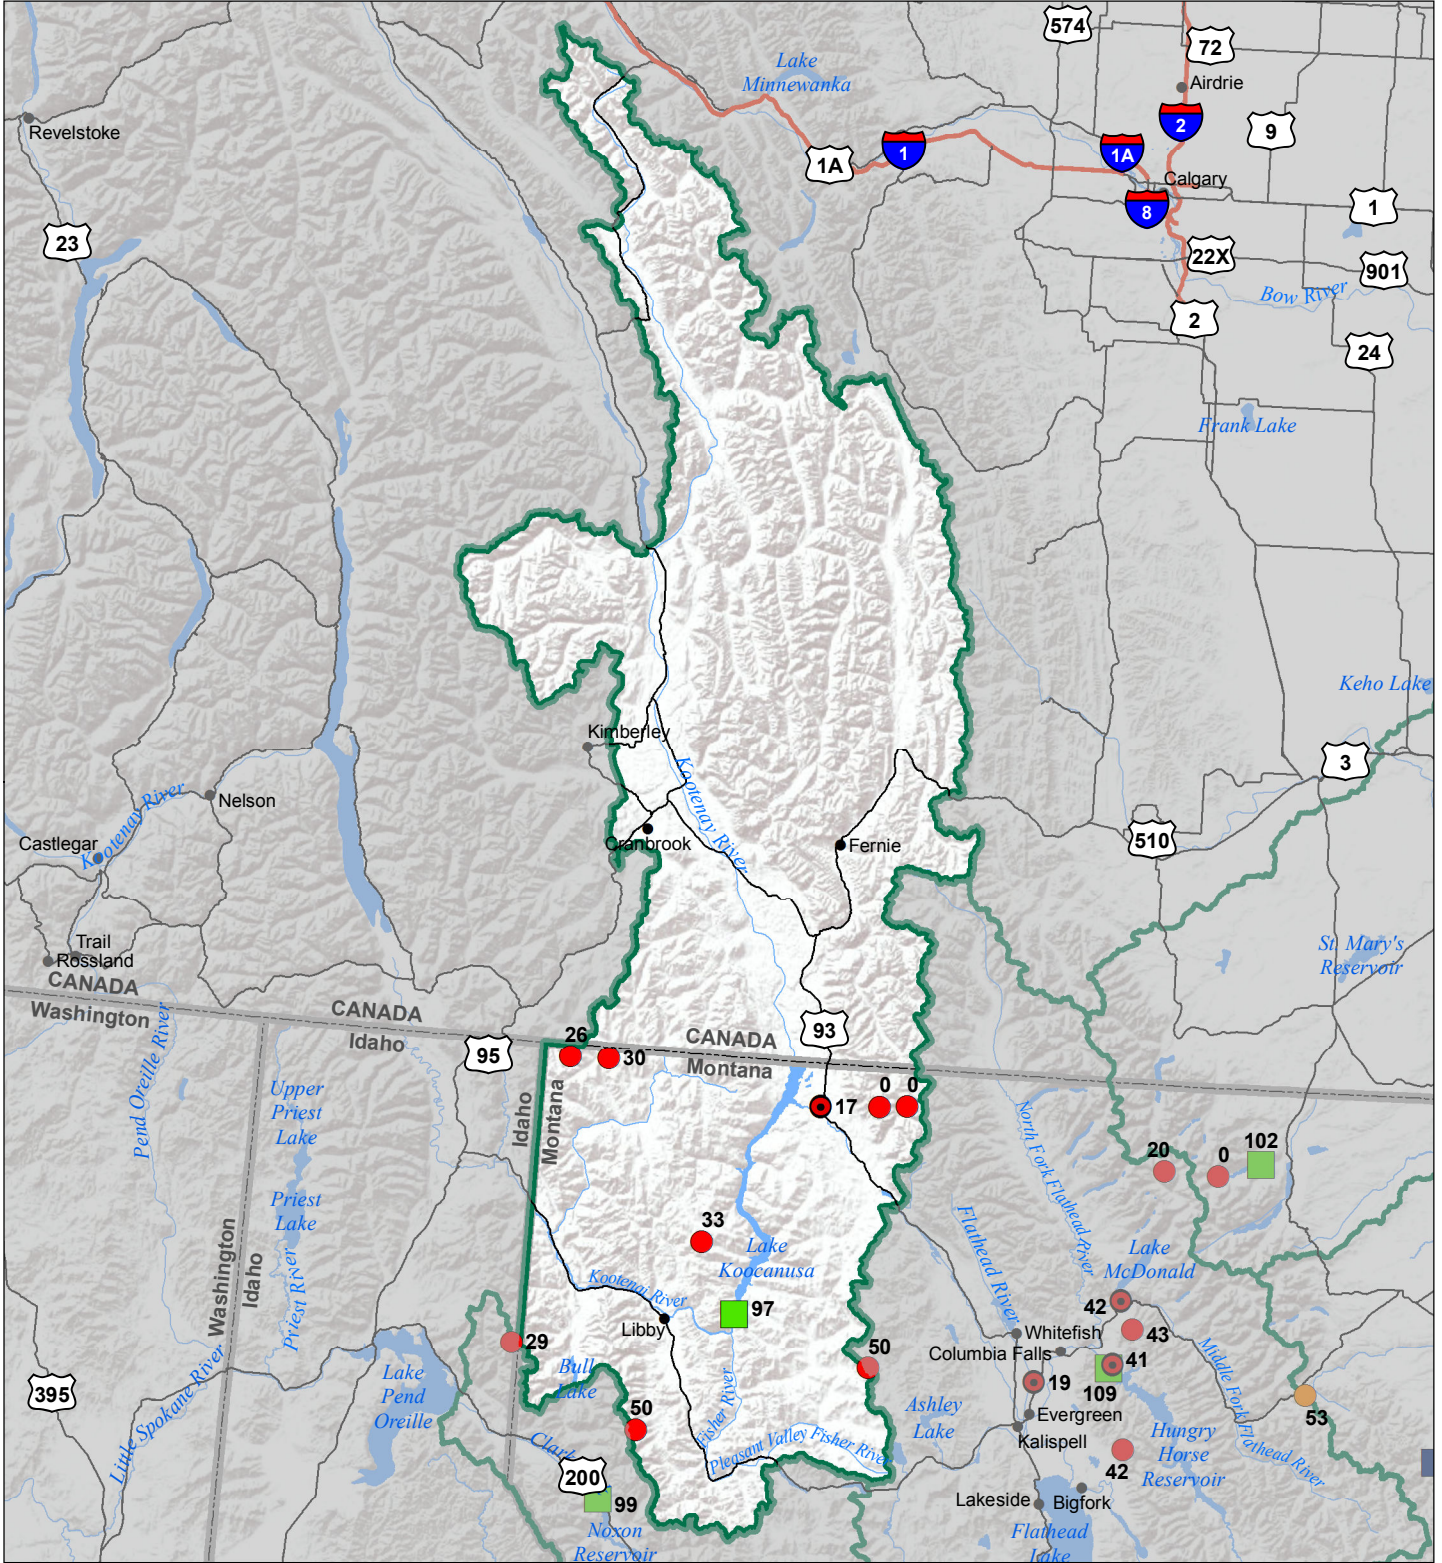 574
72
Airdrie
Lake
Minnewanka
2
9
Revelstoke
1
1A
1A
Calgary
8
1
23
22X
901
Bow River
2
24
Frank Lake
Keho Lake
Kimberley
3
Kootenay River
Nelson
Kootenay River
Castlegar
Cranbrook
Fernie
510
Trail
Rossland
St. Mary's
Reservoir
CANADA
Washington
CANADA
Idaho
95
26
30
CANADA
Montana
93
Pend Oreille River
Upper
Priest
Lake
Idaho
Montana
17
0
0
North Fork Flathead River
20
0
102
Priest
Lake
Washington
Idaho
Priest River
33
Lake
Koocanusa
Flathead River
Lake
McDonald
Kootenai River
97
Libby
42
43
Whitefish
Columbia Falls
41
109
19
Middle Fork Flathead River
53
29
Bull
Lake
50
50
Lake
Pend
Oreille
395
Little Spokane River
Fisher River
Pleasant Valley Fisher River
Ashley
Lake
Evergreen
Kalispell
42
Hungry
Horse
Reservoir
Clark
200
99
Noxon
Reservoir
Lakeside
Bigfork
Flathead
Lake